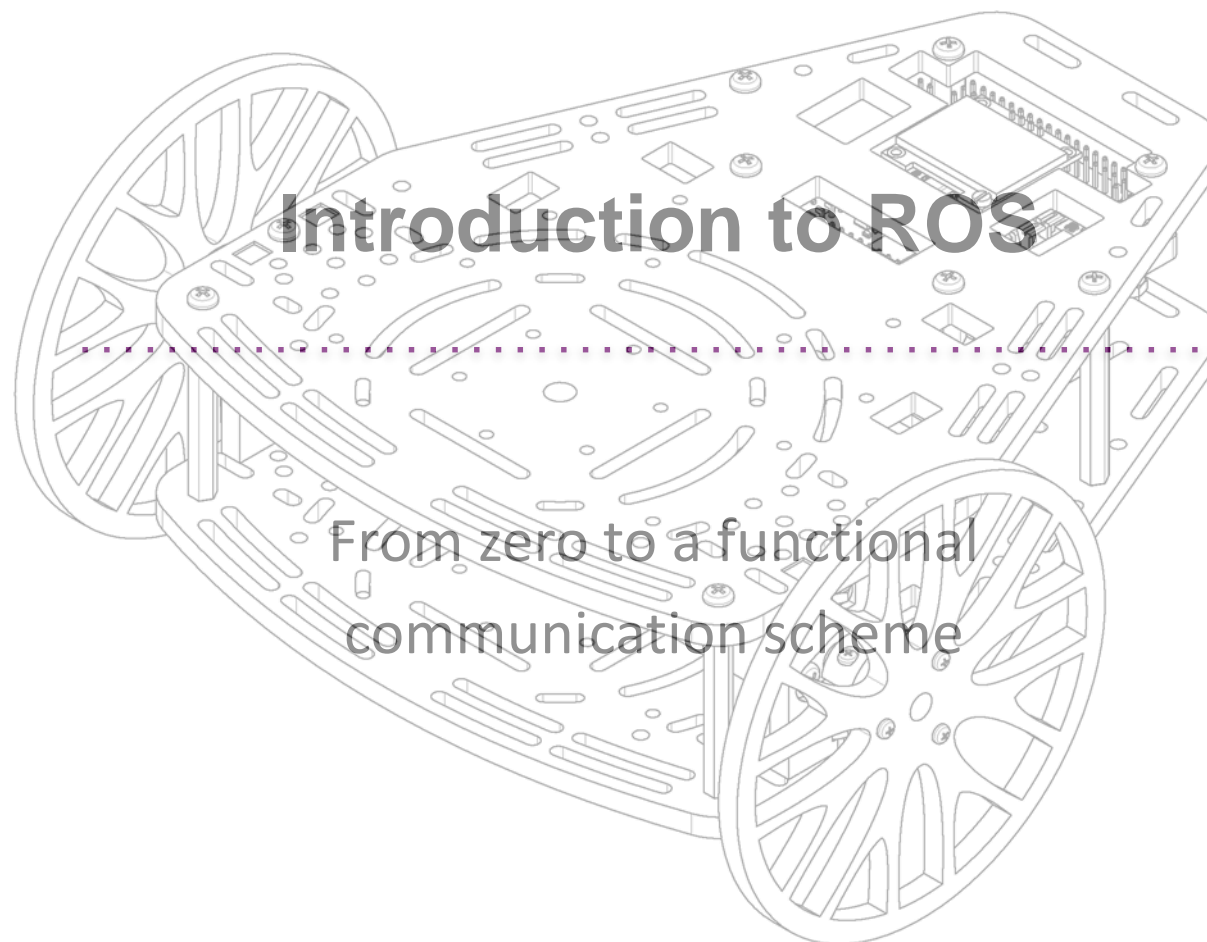 Introduction to ROS
From zero to a functional
communication scheme